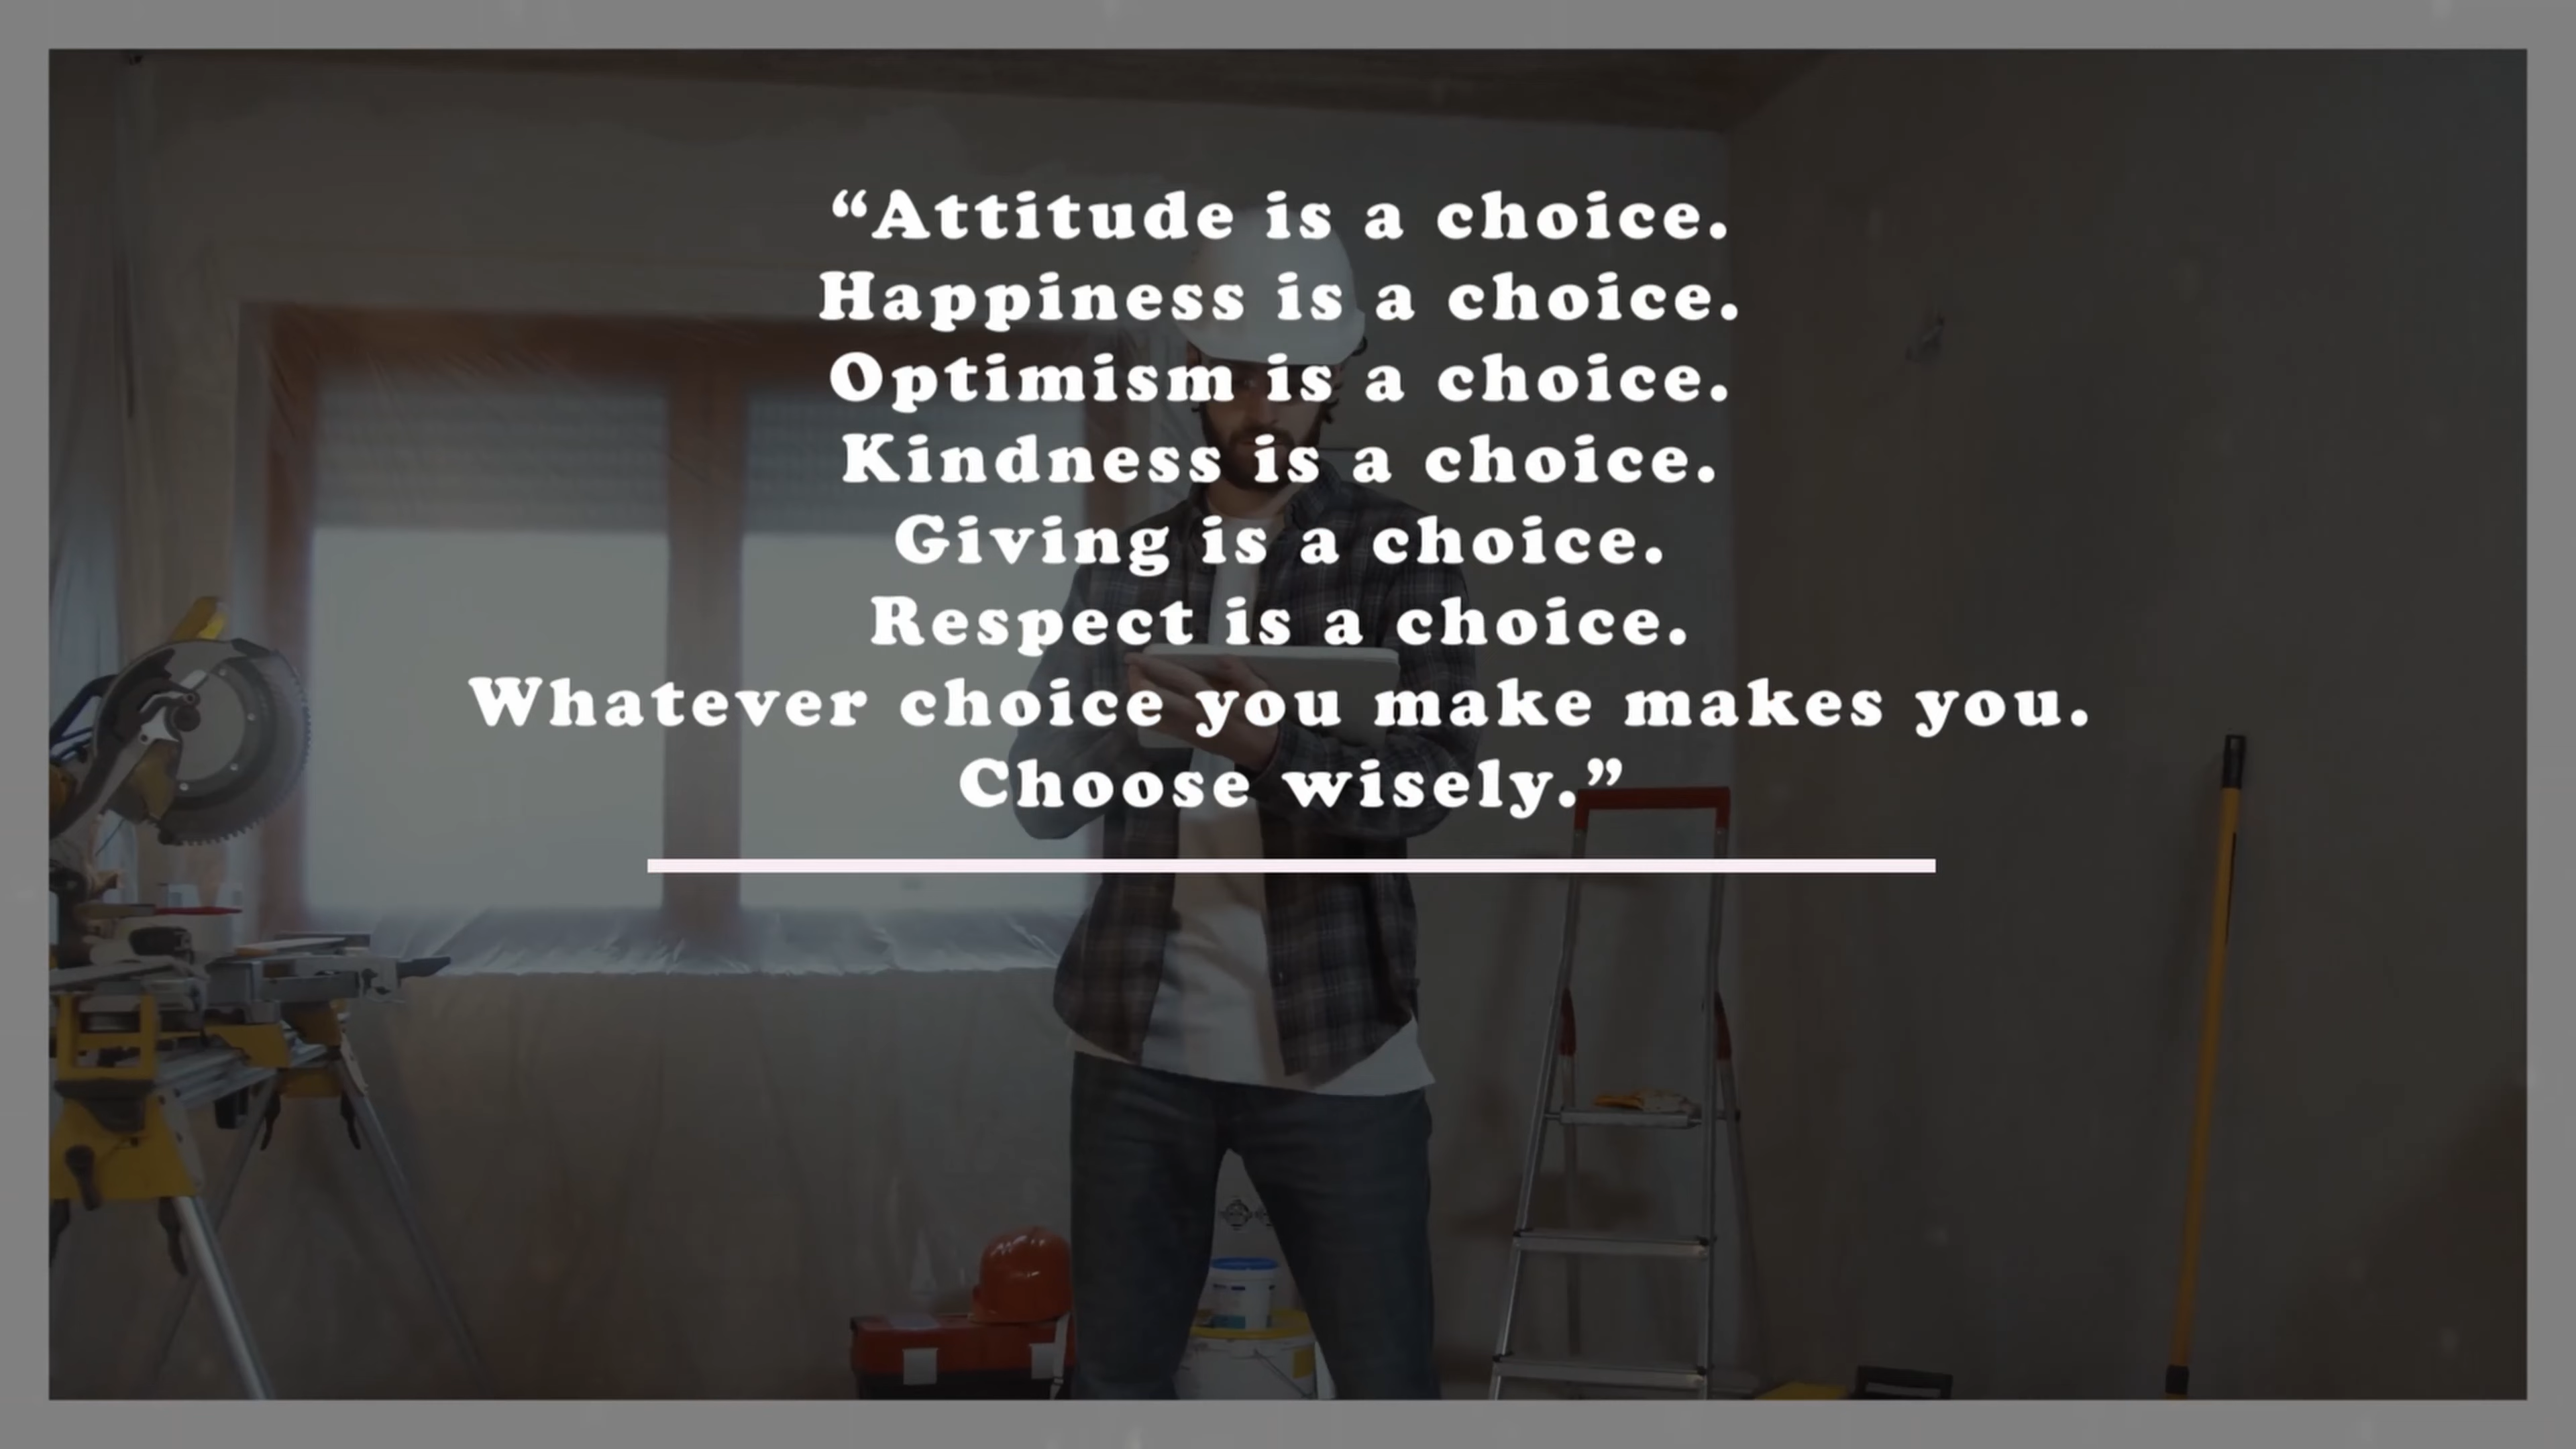 “Attitude is a choice.
Happiness is a choice.
Optimism is a choice.
Kindness is a choice.
Giving is a choice.
Respect is a choice.
Whatever choice you make makes you.
Choose wisely.”